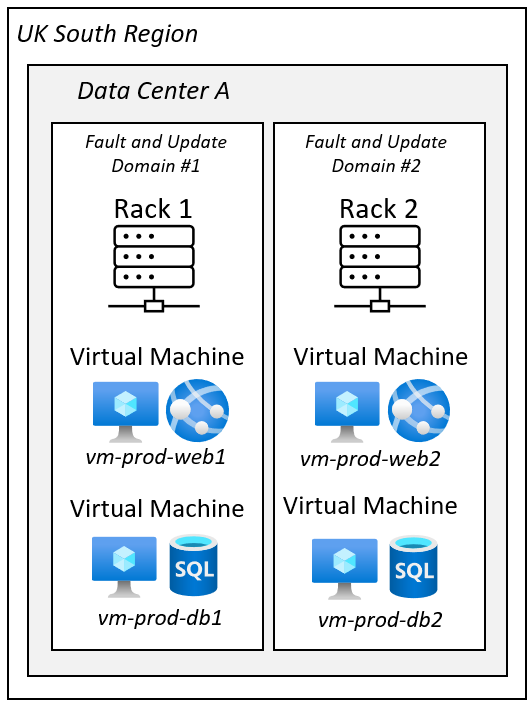 UK South Region
Data Center A
Fault and Update
Domain #1
Rack 1
Virtual Machine
vm-prod-web1
Virtual Machine
SQL
vm-prod-db1
Fault and Update
Domain #2
Rack 2
Virtual Machine
vm-prod-web2
Virtual Machine
SQL
vm-prod-db2